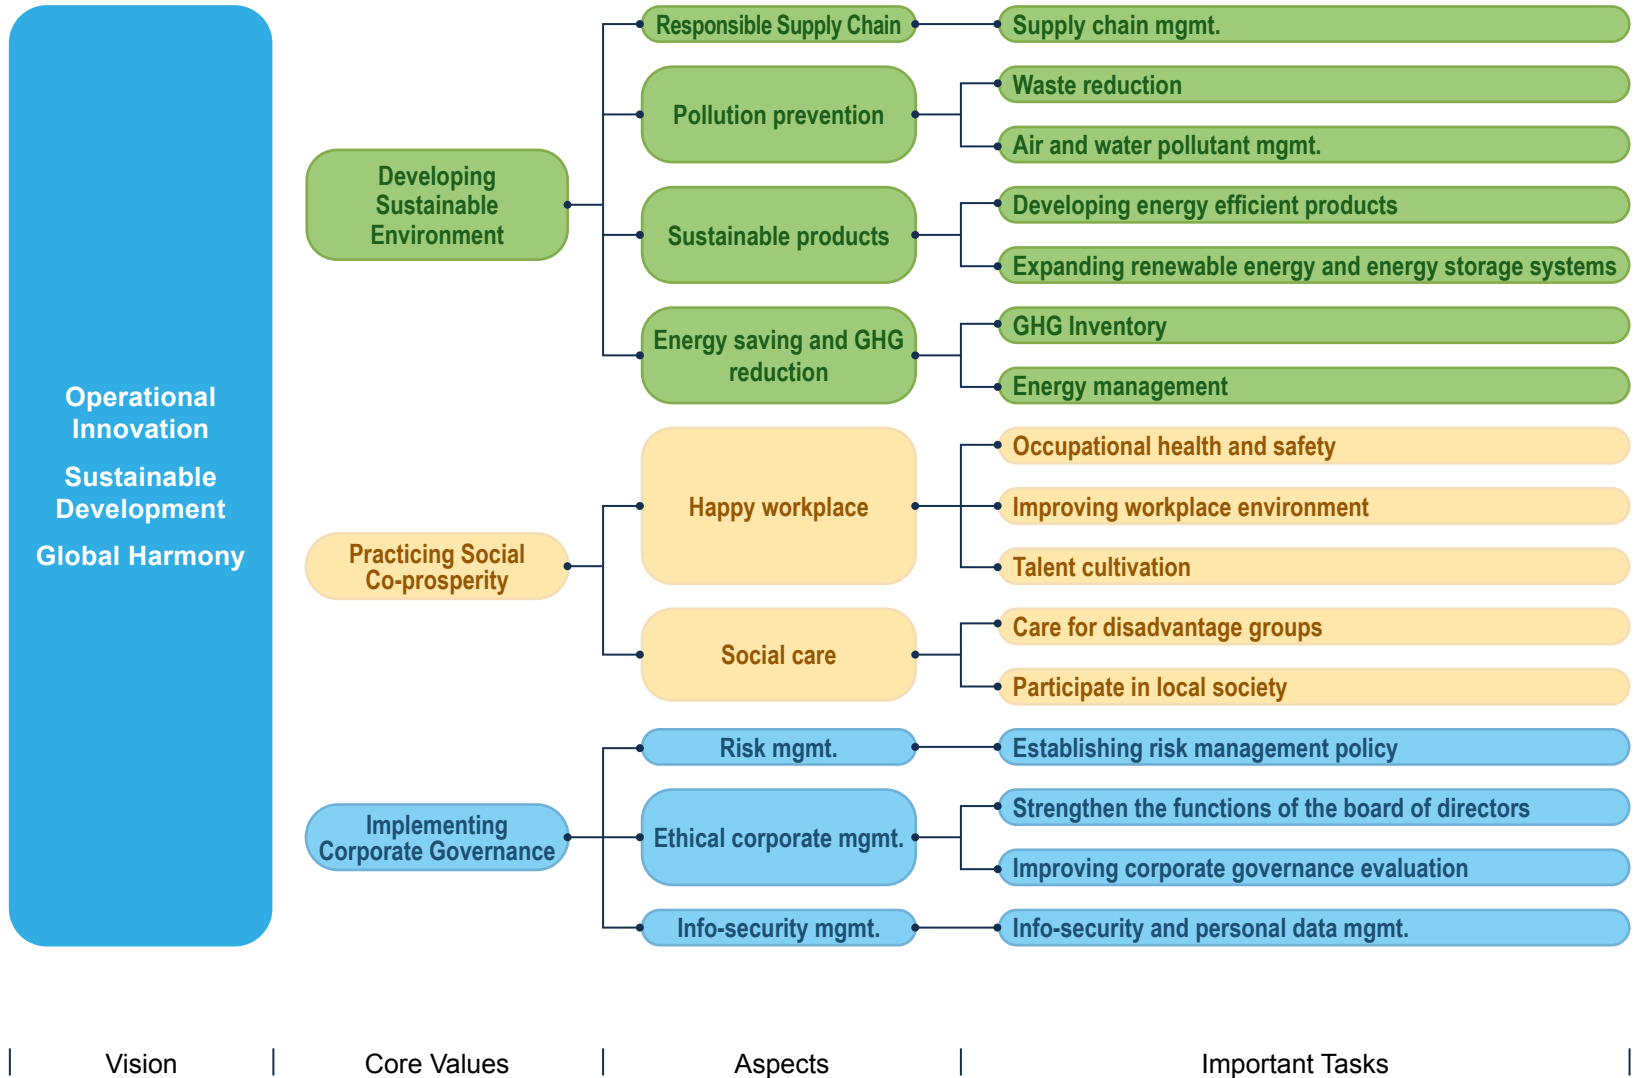 Operational
Innovation
Sustainable
Development
Global Harmony
Developing
Sustainable
Environment
Responsible Supply Chain
Supply chain mgmt.
Pollution prevention
Waste reduction
Air and water pollutant mgmt.
Sustainable products
Developing energy efficient products
Expanding renewable energy and energy storage systems
Energy saving and GHG
reduction
GHG Inventory
Energy management
Practicing Social
Co-prosperity
Happy workplace
Occupational health and safety
Improving workplace environment
Talent cultivation
Social care
Care for disadvantage groups
Participate in local society
Implementing
Corporate Governance
Risk mgmt.
Establishing risk management policy
Ethical corporate mgmt.
Strengthen the functions of the board of directors
Improving corporate governance evaluation
Info-security mgmt.
Info-security and personal data mgmt.
Vision
Core Values
Aspects
Important Tasks